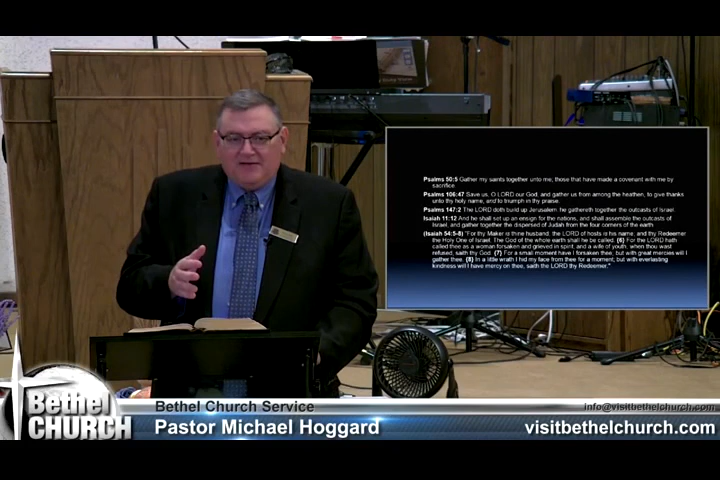 Psalms 50:5 Gather my saints together unto me, those that have made a covenant with me by
sacrifice.
Psalms 106:47 Save us, O LORD our God, and gather us from among the heathen, to give thanks
unto thy holy name, and to triumph in thy praise.
Psalms 147:2 The LORD doth build up Jerusalem: he gathereth together the outcasts of Israel.
Isaiah 11:12 And he shall set up an ensign for the nations, and shall assemble the outcasts of
Israel, and gather together the dispersed of Judah from the four corners of the earth.
(Isaiah 54:5-8) "For thy Maker is thine husband; the LORD of hosts is his name; and thy Redeemer
the Holy One of Israel; The God of the whole earth shall he be called. (6) For the LORD hath
called thee as a woman forsaken and grieved in spirit, and a wife of youth, when thou wast
refused, saith thy God. (7) For a small moment have I forsaken thee; but with great mercies will I
gather thee. (8) In a little wrath I hid my face from thee for a moment; but with everlasting
kindness will I have mercy on thee, saith the LORD thy Redeemer."
Bethel
CHURCH
Bethel Church Service
info@visitbethelchurch.com
Pastor Michael Hoggard
visitbethelchurch.com